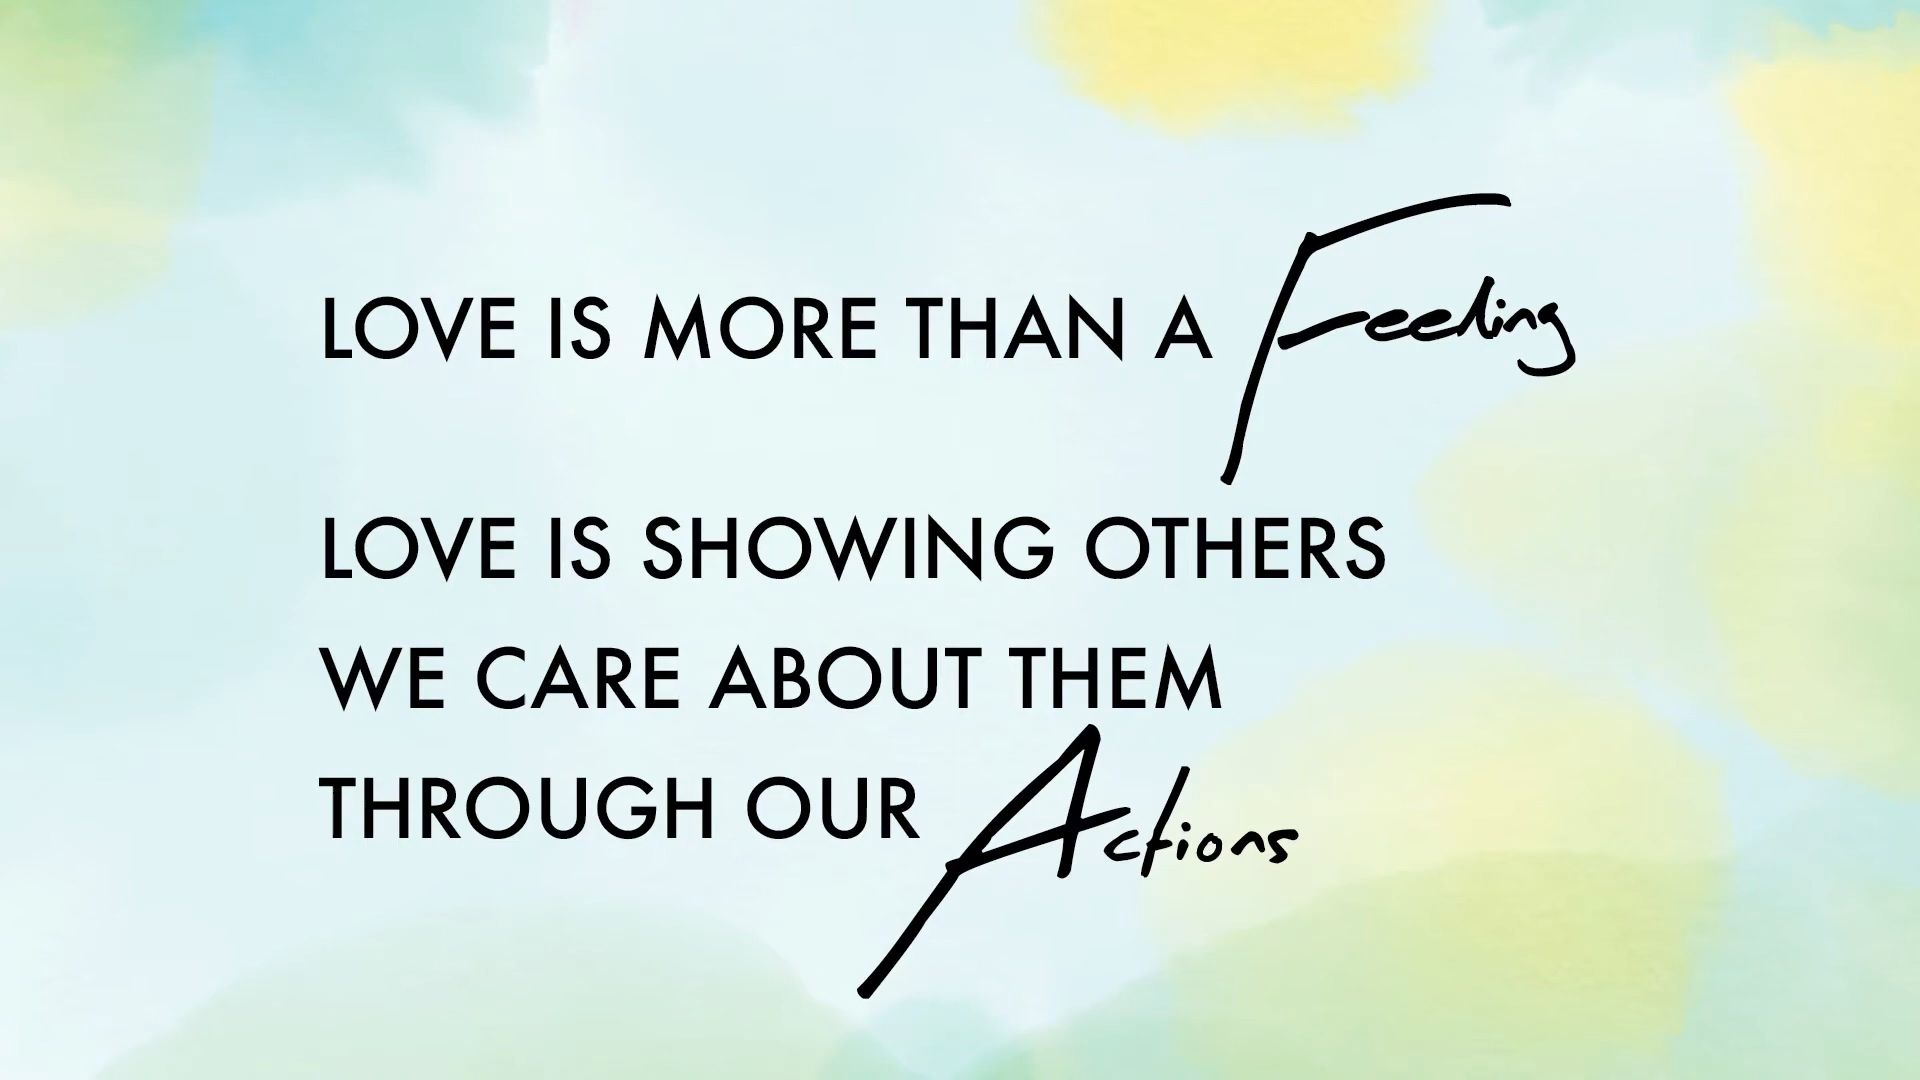 LOVE IS MORE THAN A Feeling
LOVE IS SHOWING OTHERS
WE CARE ABOUT THEM
THROUGH OUR Actions